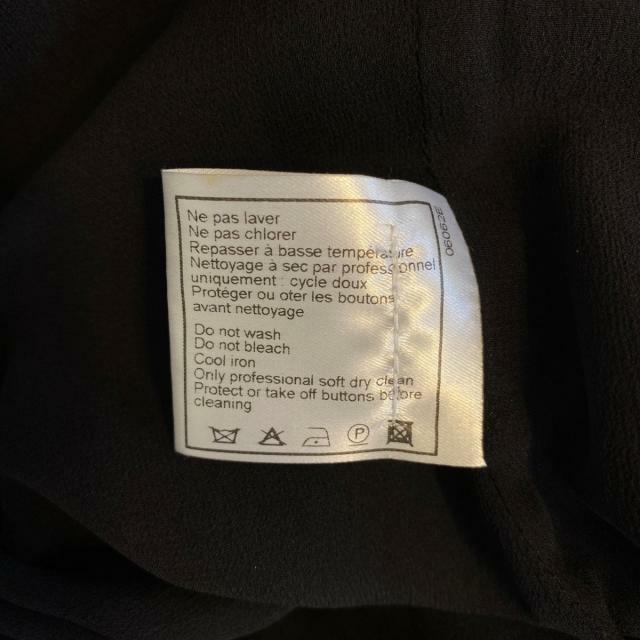 Ne pas laver
Ne pas chlorer
Repasser à basse température
Nettoyage à sec par professionnel
uniquement : cycle doux
Protéger ou oter les boutons
avant nettoyage
Do not wash
Do not bleach
Cool iron
Only professional soft dry clean
Protect or take off buttons before
cleaning
P
06062E